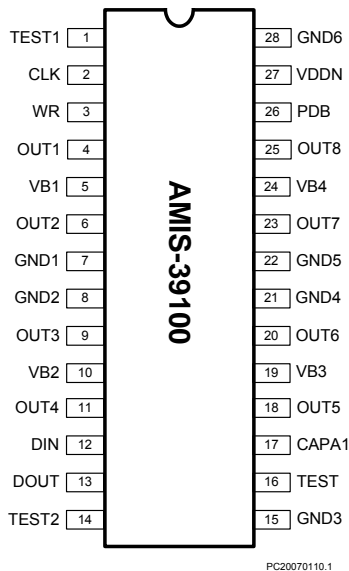 TEST1 1 28 GND6
CLK 2 27 VDDN
WR 3 26 PDB
OUT1 4 25 OUT8
VB1 5 24 VB4
OUT2 6 23 OUT7
GND1 7 22 GND5
GND2 8 21 GND4
OUT3 9 20 OUT6
VB2 10 19 VB3
OUT4 11 18 OUT5
DIN 12 17 CAPA1
DOUT 13 16 TEST
TEST2 14 15 GND3
AMIS-39100
PC20070110.1